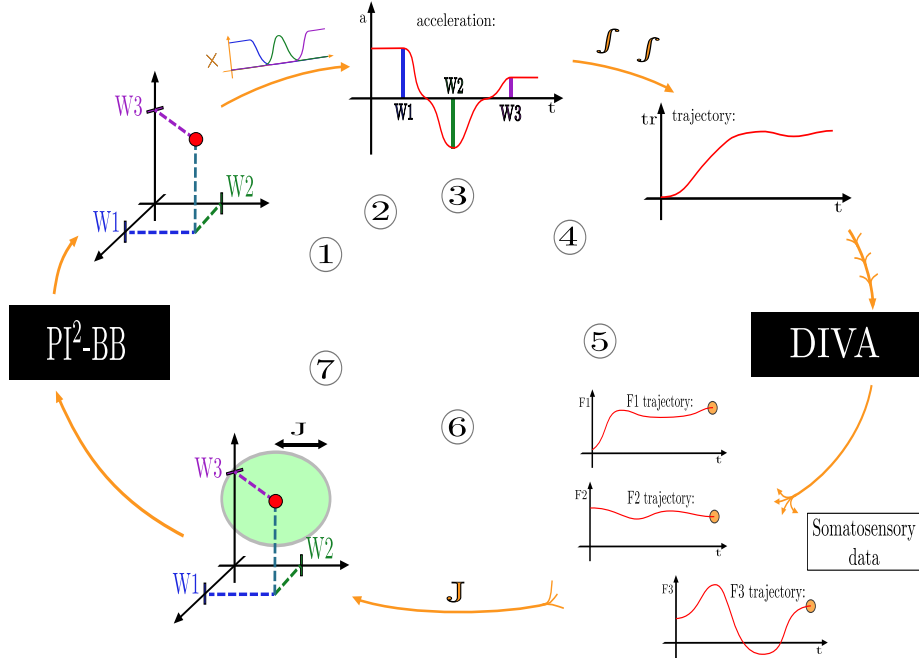 a
acceleration:
W2
W1
W3
t
X
∫ ∫
tr
trajectory:
t
W3
W2
W1
①
②
③
④
PI²-BB
DIVA
⑤
⑥
⑦
F1
F1 trajectory:
t
F2
F2 trajectory:
t
Somatosensory
data
F3
F3 trajectory:
t
J
W3
W2
W1
J